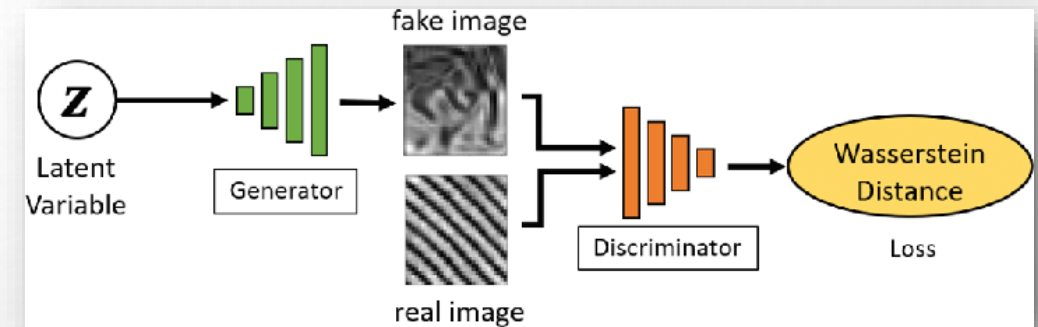 fake image
z
Latent
Variable
Generator
real image
Discriminator
Wasserstein
Distance
Loss